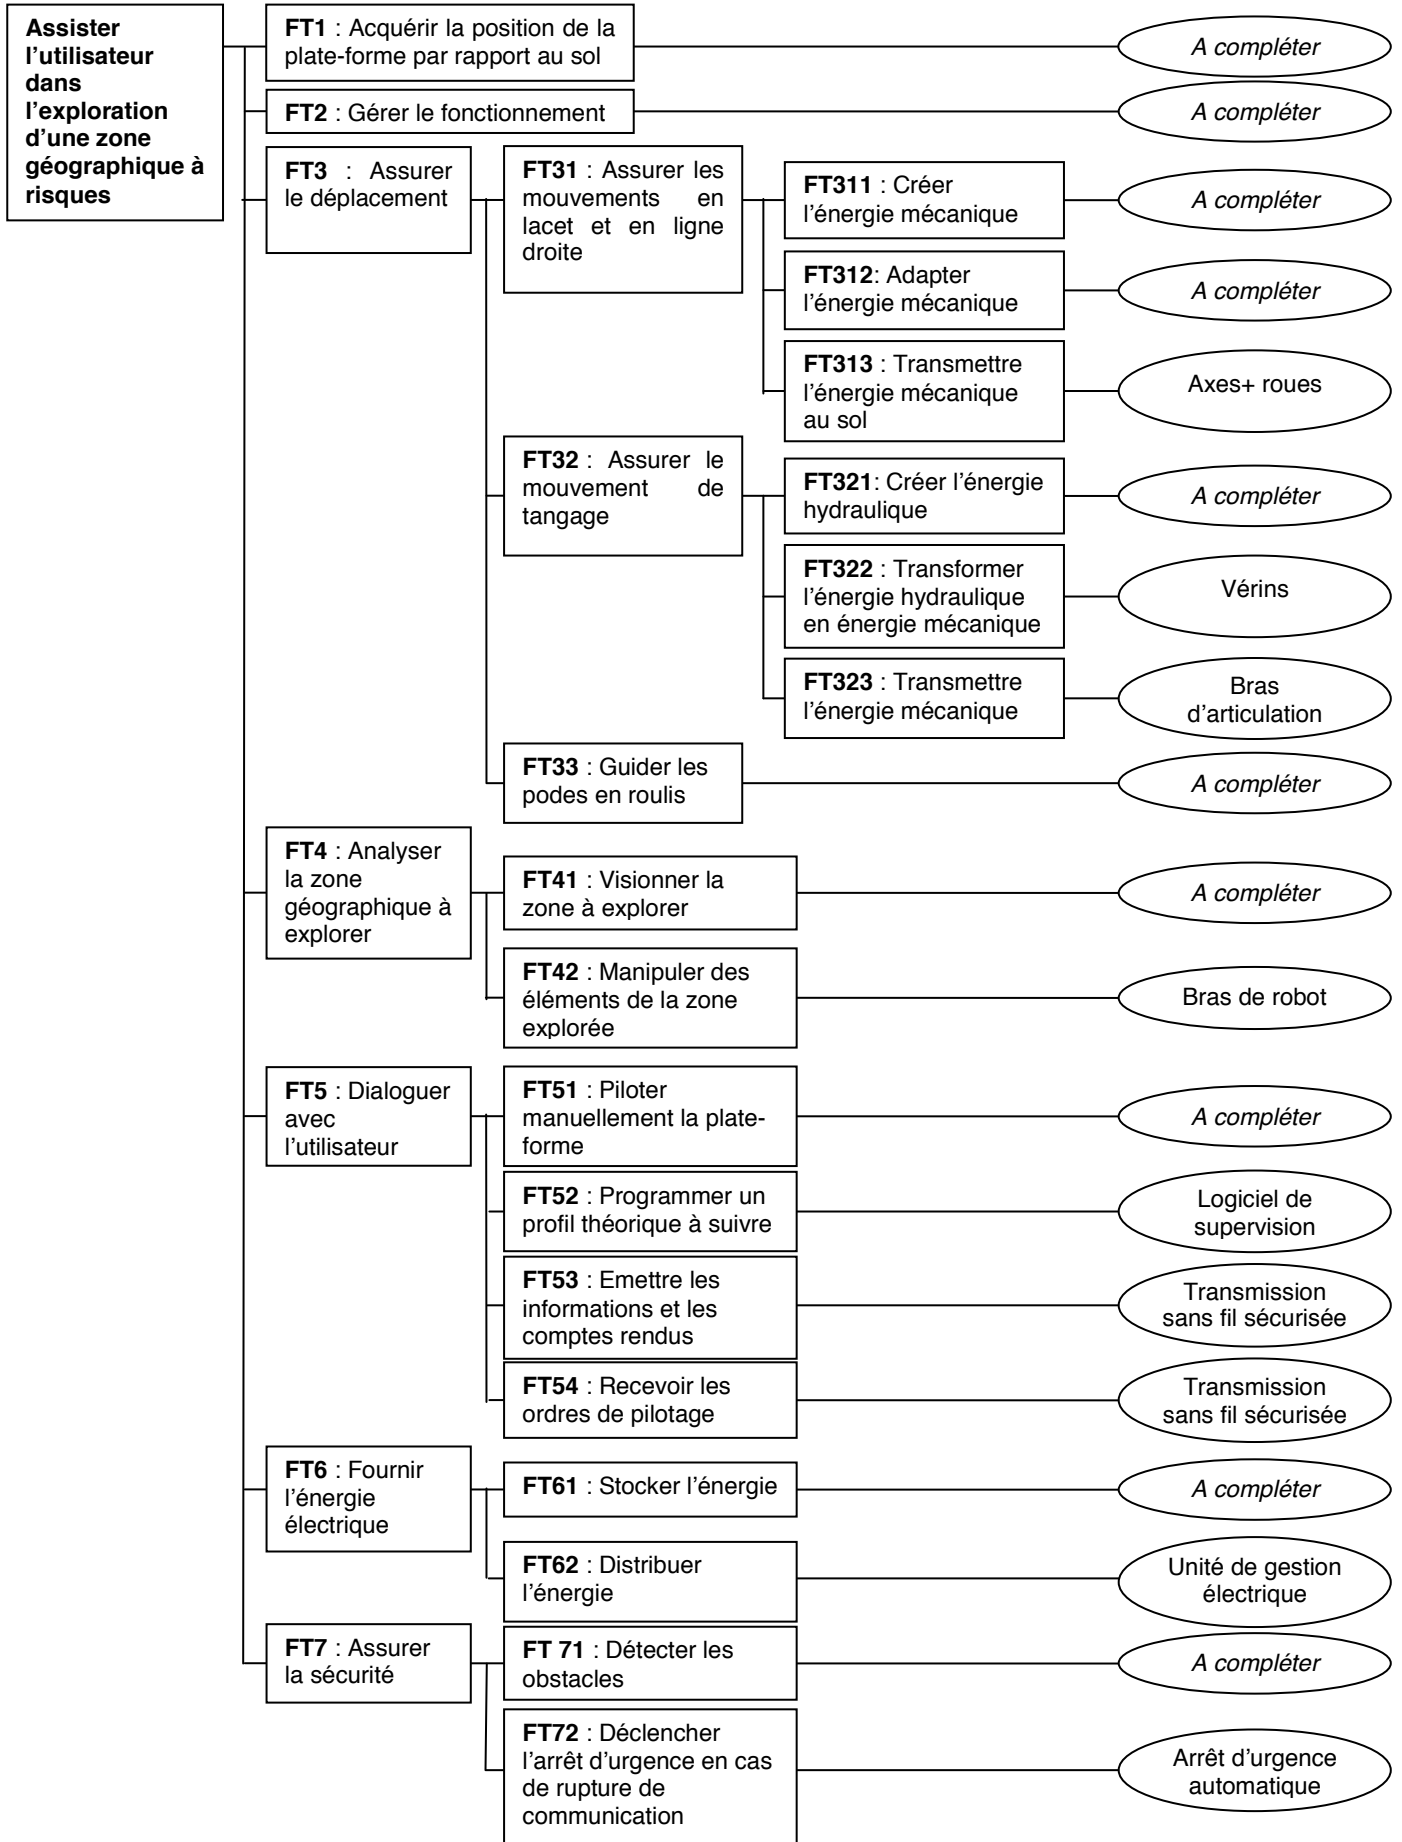 Assister
l'utilisateur
dans
l'exploration
d'une zone
géographique à
risques
FT1 : Acquérir la position de la
plate-forme par rapport au sol
A compléter
FT2 : Gérer le fonctionnement
A compléter
FT3 : Assurer
le déplacement
FT31 : Assurer les
mouvements en
lacet et en ligne
droite
FT311 : Créer
l'énergie mécanique
A compléter
FT312: Adapter
l'énergie mécanique
A compléter
FT313 : Transmettre
l'énergie mécanique
au sol
Axes+ roues
FT32 : Assurer le
mouvement de
tangage
FT321: Créer l'énergie
hydraulique
A compléter
FT322 : Transformer
l'énergie hydraulique
en énergie mécanique
Vérins
FT323 : Transmettre
l'énergie mécanique
Bras
d'articulation
FT33 : Guider les
podes en roulis
A compléter
FT4 : Analyser
la zone
géographique à
explorer
FT41 : Visionner la
zone à explorer
A compléter
FT42 : Manipuler des
éléments de la zone
explorée
Bras de robot
FT5 : Dialoguer
avec
l'utilisateur
FT51 : Piloter
manuellement la plate-
forme
A compléter
FT52 : Programmer un
profil théorique à suivre
Logiciel de
supervision
FT53 : Emettre les
informations et les
comptes rendus
Transmission
sans fil sécurisée
FT54 : Recevoir les
ordres de pilotage
Transmission
sans fil sécurisée
FT6 : Fournir
l'énergie
électrique
FT61 : Stocker l'énergie
A compléter
FT62 : Distribuer
l'énergie
Unité de gestion
électrique
FT7 : Assurer
la sécurité
FT 71 : Détecter les
obstacles
A compléter
FT72 : Déclencher
l'arrêt d'urgence en cas
de rupture de
communication
Arrêt d'urgence
automatique